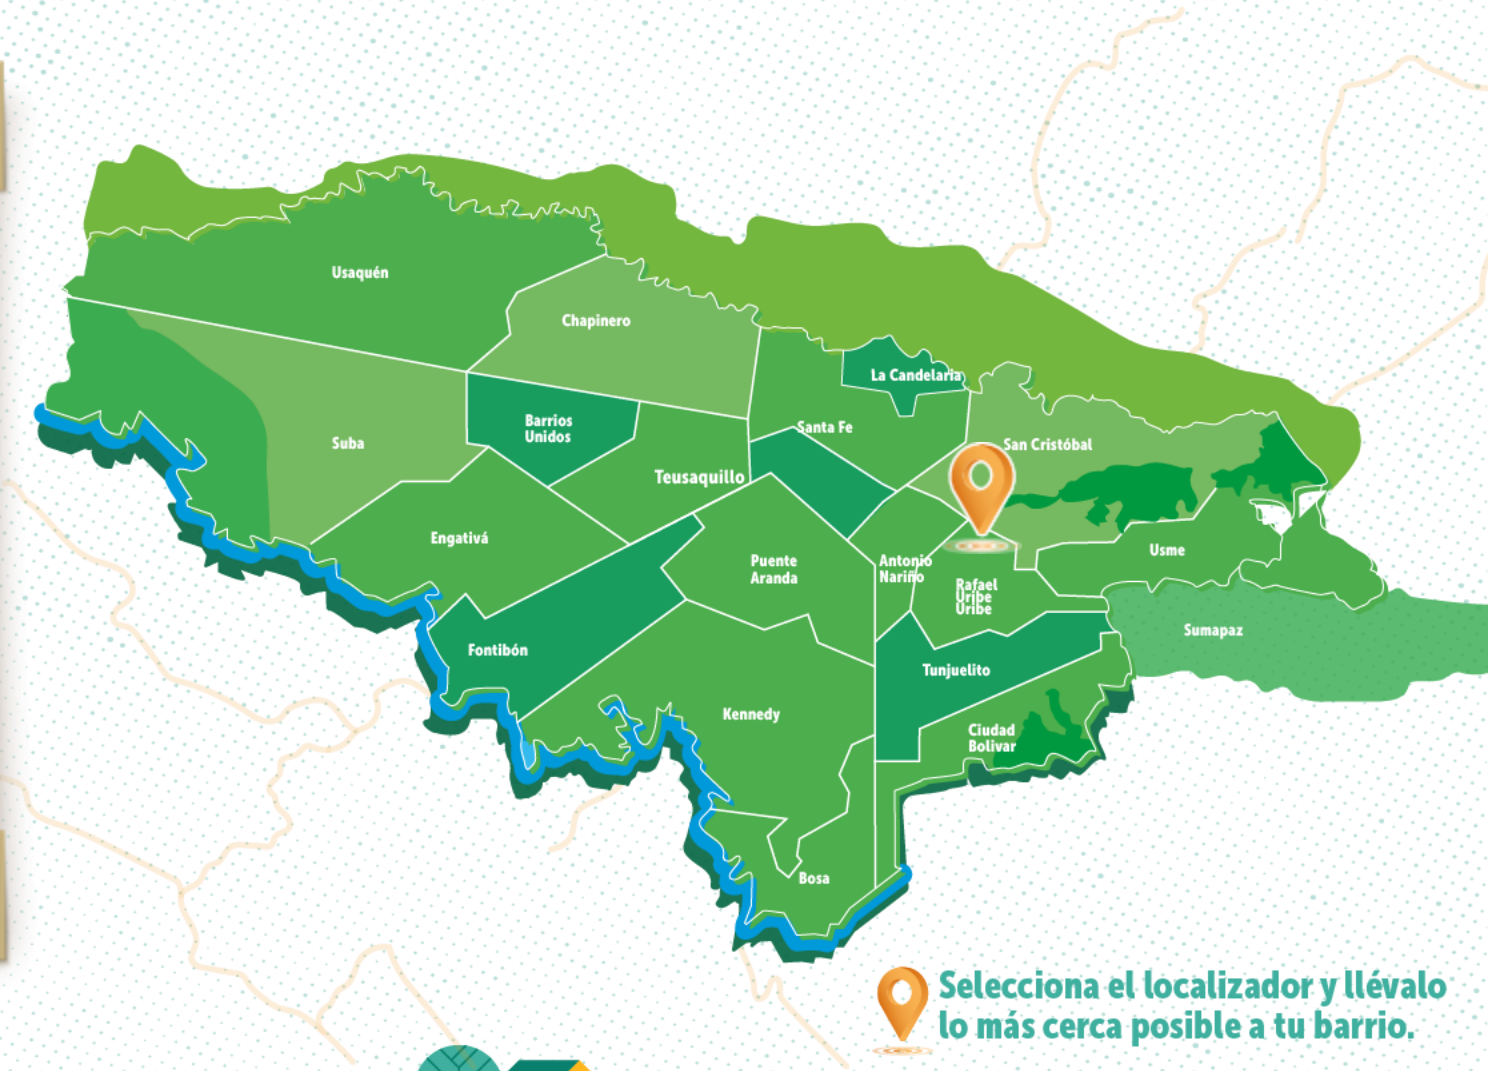 Usaquén
Chapinero
La Candelaria
Barrios
Unidos
Santa Fe
Suba
San Cristóbal
Teusaquillo
Engativá
Usme
Puente
Aranda
Antonio
Nariño
Rafael
Uribe
Uribe
Sumapaz
Fontibón
Tunjuelito
Kennedy
Ciudad
Bolivar
Bosa
Selecciona el localizador y llévalo
lo más cerca posible a tu barrio.